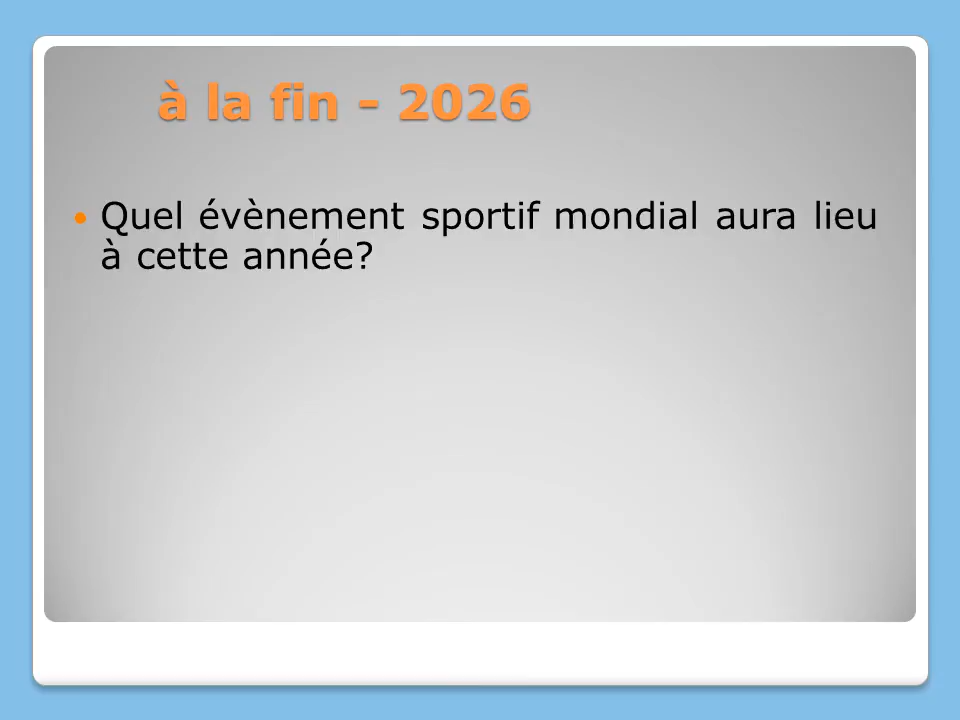 à la fin - 2026
Quel évènement sportif mondial aura lieu
à cette année?